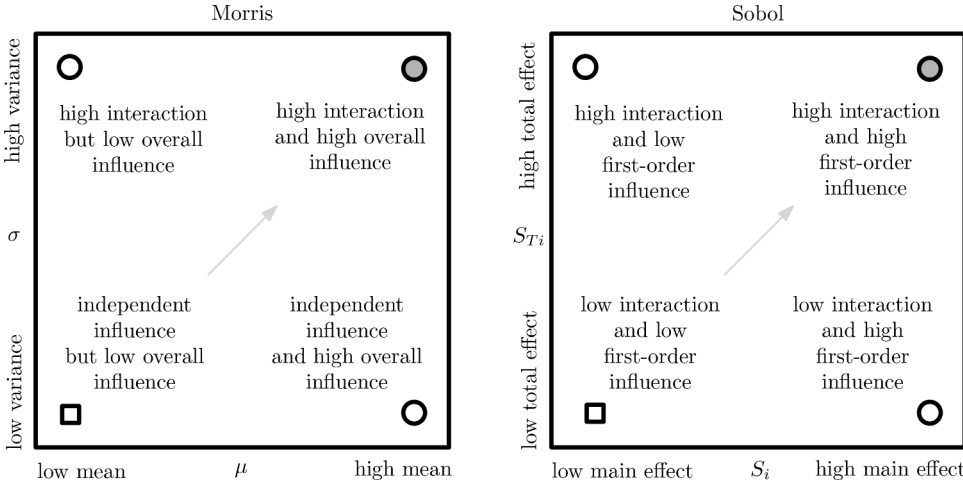 Morris
high variance
σ
low variance
high interaction
but low overall
influence
high interaction
and high overall
influence
independent
influence
but low overall
influence
independent
influence
and high overall
influence
low mean
μ
high mean
Sobol
high total effect
S_{Ti}
low total effect
high interaction
and low
first-order
influence
high interaction
and high
first-order
influence
low interaction
and low
first-order
influence
low interaction
and high
first-order
influence
low main effect
S_i
high main effect